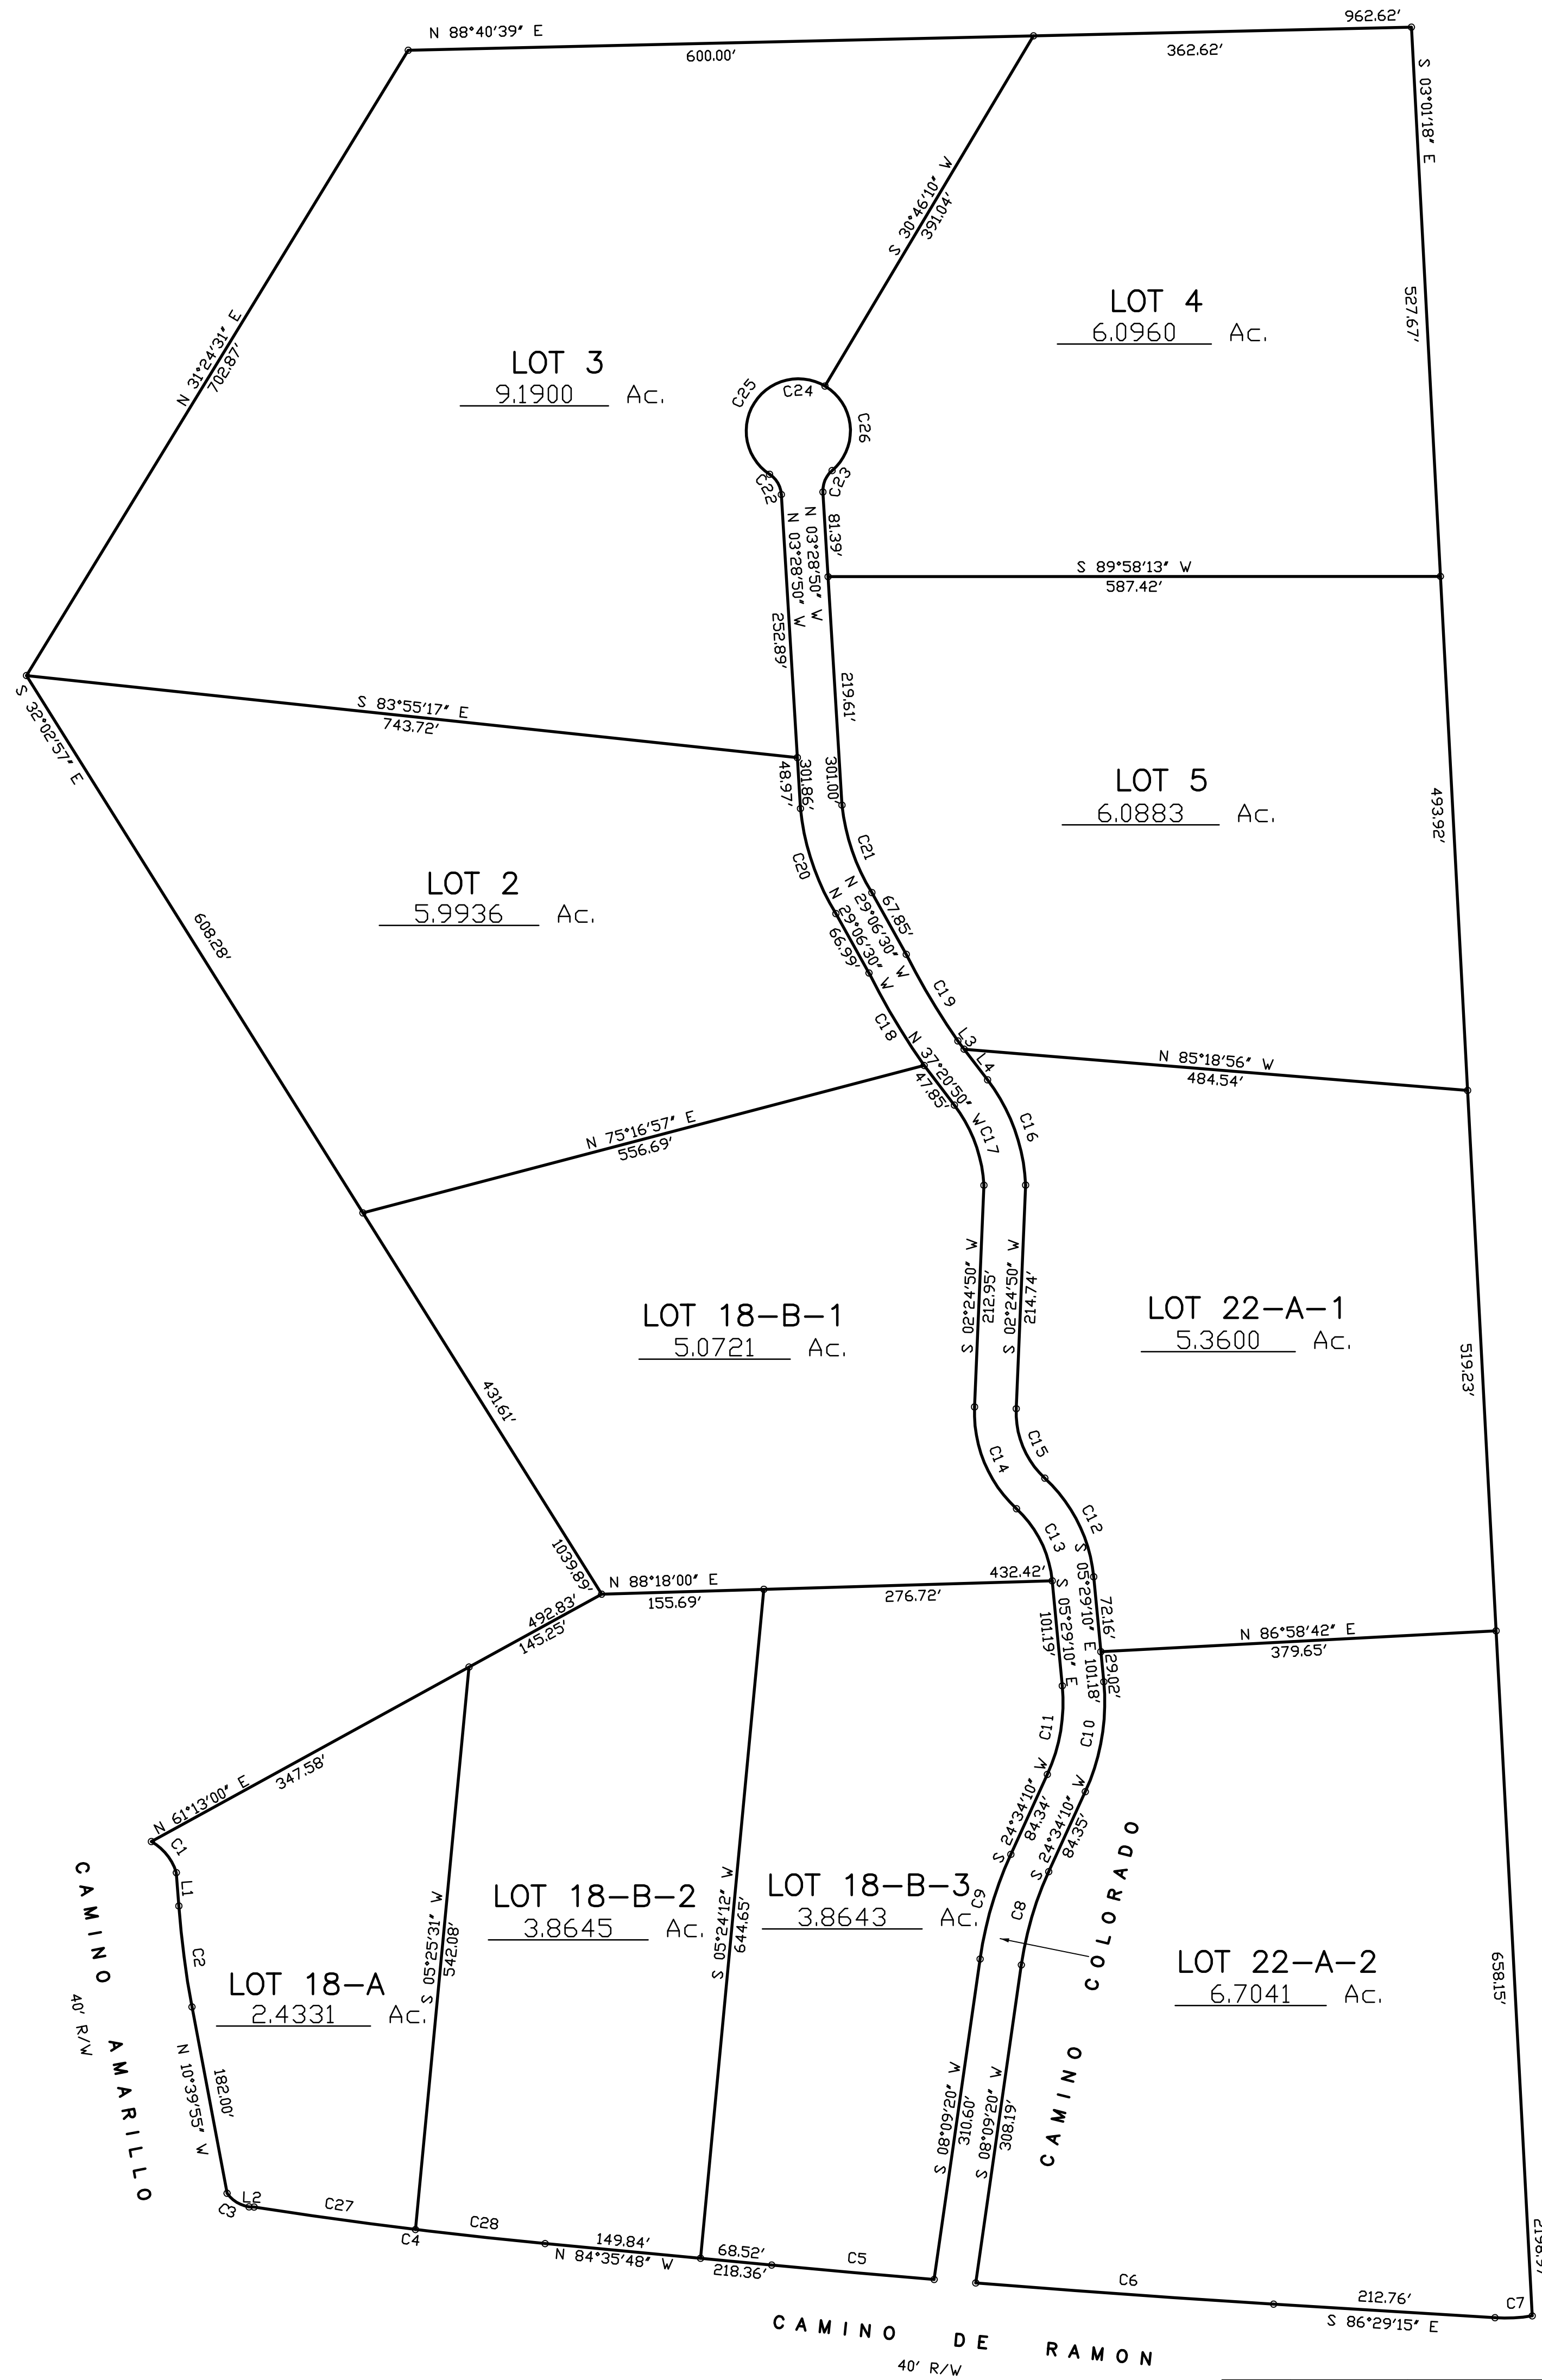 962.62'
N 88°40'39" E
600.00'
362.62'
S 03°01'18" E
S 30°46'10" W
391.04'
527.67'
LOT 4
6.0960 Ac.
N 31°24'31" E
702.87'
LOT 3
9.1900 Ac.
C25
C24
C26
C22
C23
N 03°28'50" W
N 03°28'50" W
81.39'
S 89°58'13" W
587.42'
252.89'
219.61'
S 32°02'57" E
S 83°55'17" E
743.72'
48.97'
301.86'
301.00'
LOT 5
6.0883 Ac.
493.92'
C20
C21
LOT 2
5.9936 Ac.
N 29°06'30" W
66.99'
N 29°06'30" W
67.85'
608.28'
C18
C19
L3
L4
N 37°20'50" W
47.85'
N 85°18'56" W
484.54'
N 75°16'57" E
556.69'
C17
C16
S 02°24'50" W
212.95'
S 02°24'50" W
214.74'
LOT 18-B-1
5.0721 Ac.
LOT 22-A-1
5.3600 Ac.
519.23'
431.61'
C14
C15
C13
C12
1039.89'
N 88°18'00" E
155.69'
276.72'
432.42'
S 05°29'10" E
101.19'
S 05°29'10" E
72.16'
101.18'
29.02'
N 86°58'42" E
379.65'
492.83'
145.25'
N 61°13'00" E
347.58'
C11
C10
S 24°34'10" W
84.34'
S 24°34'10" W
84.35'
C1
L1
C2
CAMINO AMARILLO
40' R/W
LOT 18-A
2.4331 Ac.
S 05°25'31" W
542.08'
LOT 18-B-2
3.8645 Ac.
S 05°24'12" W
644.65'
LOT 18-B-3
3.8643 Ac.
C9
C8
CAMINO COLORADO
LOT 22-A-2
6.7041 Ac.
658.15'
N 10°39'55" W
182.00'
S 08°09'20" W
310.60'
S 08°09'20" W
308.19'
C3
L2
C27
C4
C28
149.84'
N 84°35'48" W
68.52'
218.36'
C5
C6
212.76'
S 86°29'15" E
C7
CAMINO DE RAMON
40' R/W